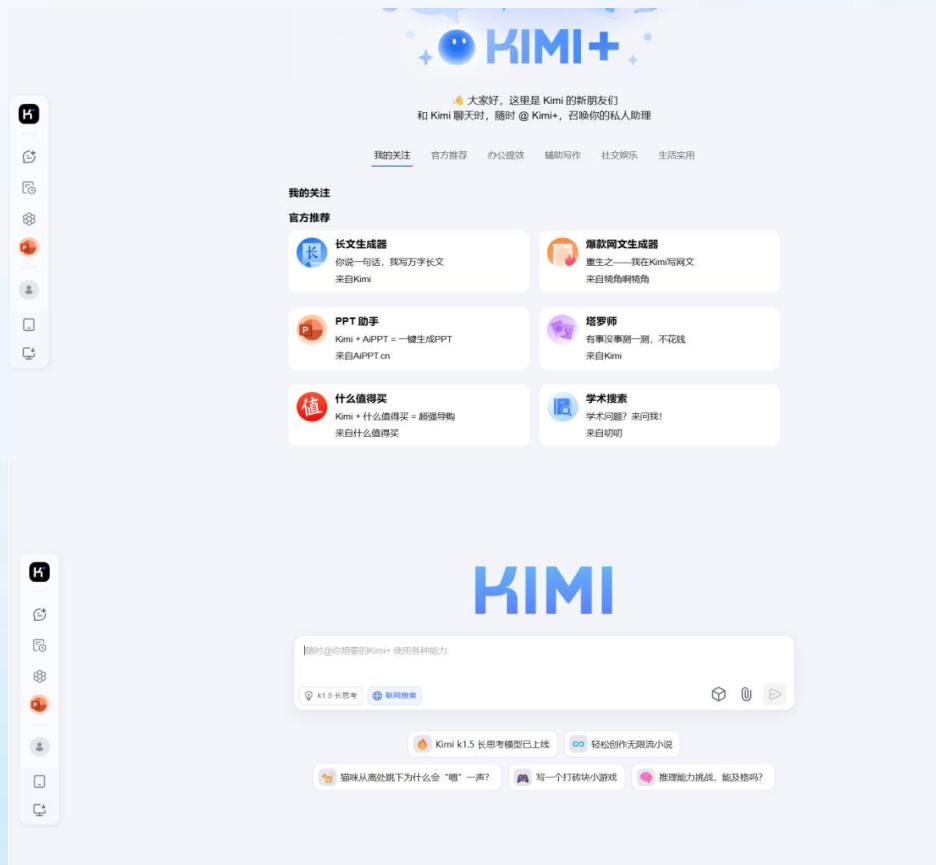 KIMI+
大家好，这里是 Kimi 的新朋友们
和 Kimi 聊天时，随时 @ Kimi+，召唤你的私人助理
我的关注 官方推荐 办公提效 辅助写作 社交娱乐 生活实用
我的关注
官方推荐
长
长文生成器
你说一句话，我写万字长文
来自Kimi
爆款网文生成器
重生之——我在Kimi写网文
来自犄角啊犄角
P
PPT 助手
Kimi + AiPPT = 一键生成PPT
来自AiPPT.cn
塔罗师
有事没事测一测，不花钱
来自Kimi
值
什么值得买
Kimi + 什么值得买 = 超强导购
来自什么值得买
学术搜索
学术问题？来问我！
来自叨叨
K
P
KIMI
随时@你想要的Kimi+ 使用各种能力
k1.5 长思考 联网搜索
Kimi k1.5 长思考模型已上线 轻松创作无限流小说
猫咪从高处跳下为什么会“嗯”一声？ 写一个打砖块小游戏 推理能力挑战，能及格吗？
K
P